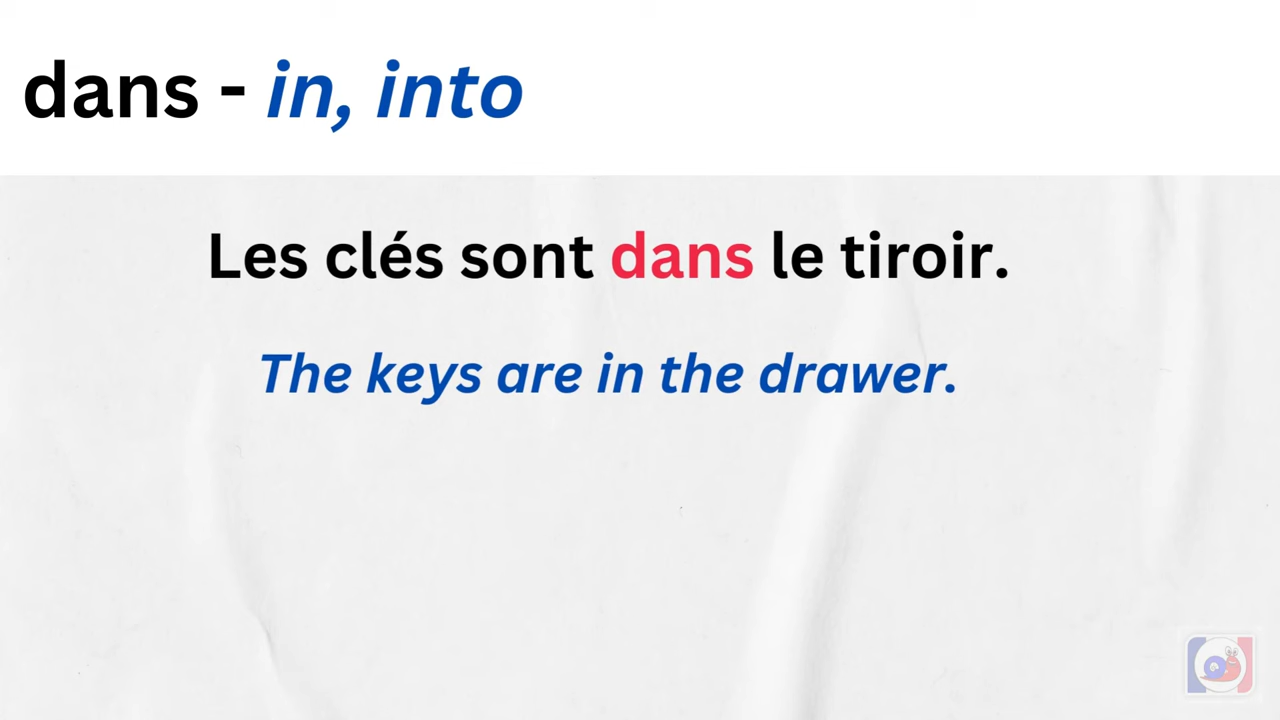 dans - in, into
Les clés sont dans le tiroir.
The keys are in the drawer.